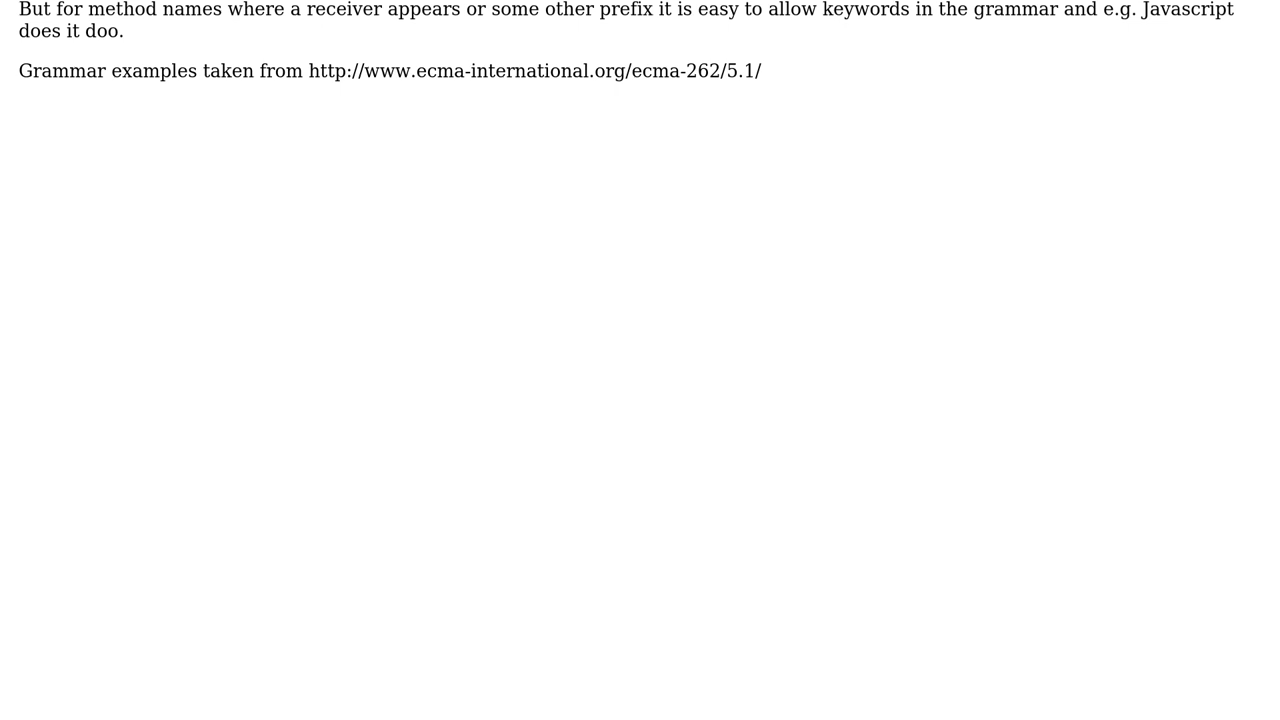 But for method names where a receiver appears or some other prefix it is easy to allow keywords in the grammar and e.g. Javascript
does it doo.
Grammar examples taken from http://www.ecma-international.org/ecma-262/5.1/